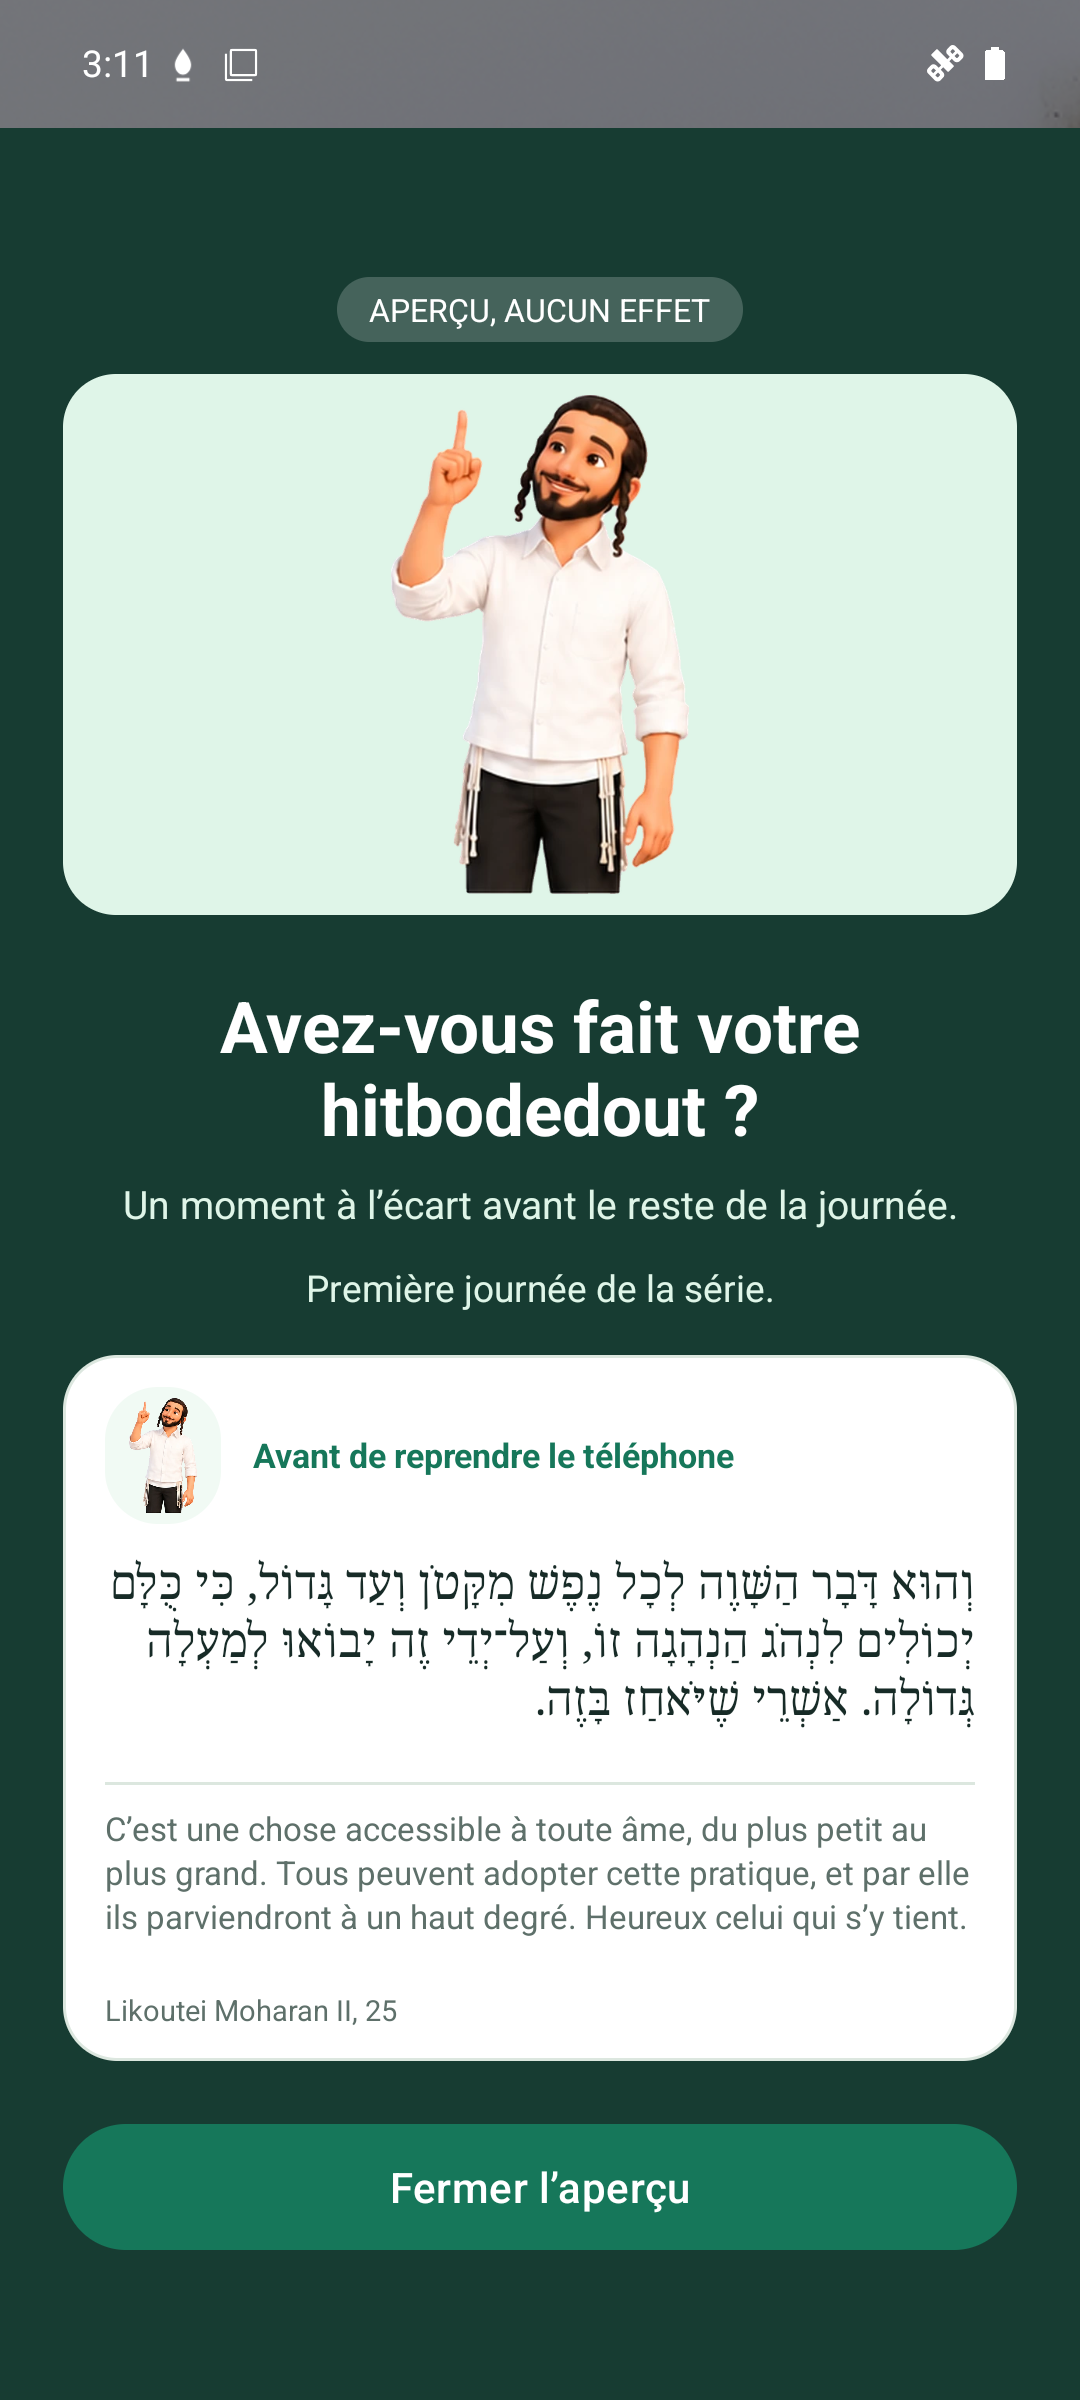 3:11
APERÇU, AUCUN EFFET
Avez-vous fait votre
hitbodedout ?
Un moment à l’écart avant le reste de la journée.
Première journée de la série.
Avant de reprendre le téléphone
וְהוּא דָּבָר הַשָּׁוֶה לְכָל נֶפֶשׁ מִקָּטֹן וְעַד גָּדוֹל, כִּי כֻּלָּם
יְכוֹלִים לִנְהֹג הַנְהָגָה זוֹ, וְעַל־יְדֵי זֶה יָבוֹאוּ לְמַעְלָה
גְּדוֹלָה. אַשְׁרֵי שֶׁיֹּאחַז בָּזֶה.
C’est une chose accessible à toute âme, du plus petit au
plus grand. Tous peuvent adopter cette pratique, et par elle
ils parviendront à un haut degré. Heureux celui qui s’y tient.
Likoutei Moharan II, 25
Fermer l’aperçu